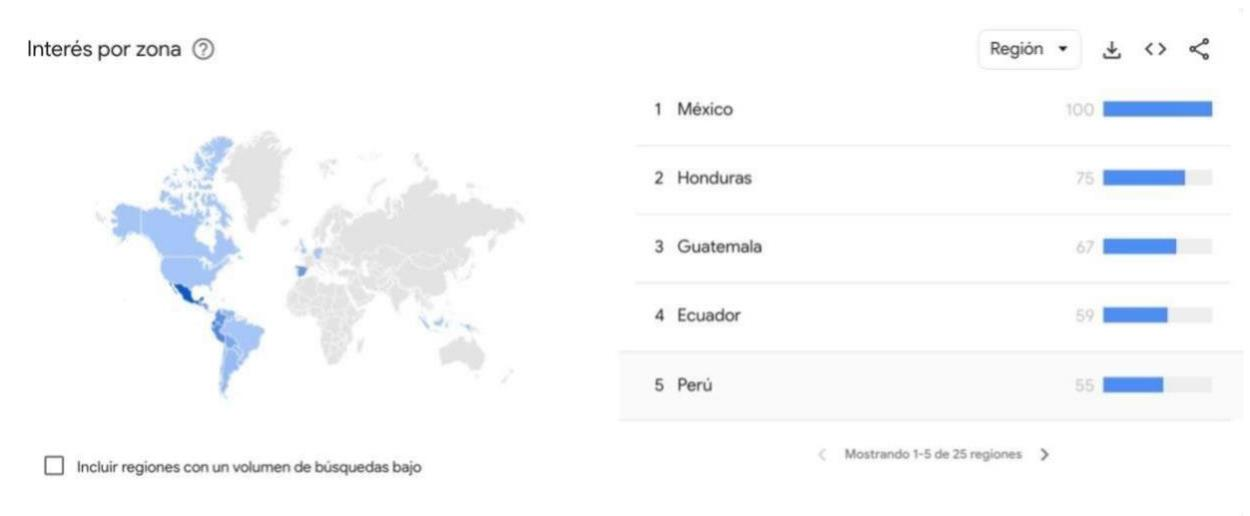 Interés por zona
Región
1 México 100
2 Honduras 75
3 Guatemala 67
4 Ecuador 59
5 Perú 55
Incluir regiones con un volumen de búsquedas bajo
Mostrando 1-5 de 25 regiones